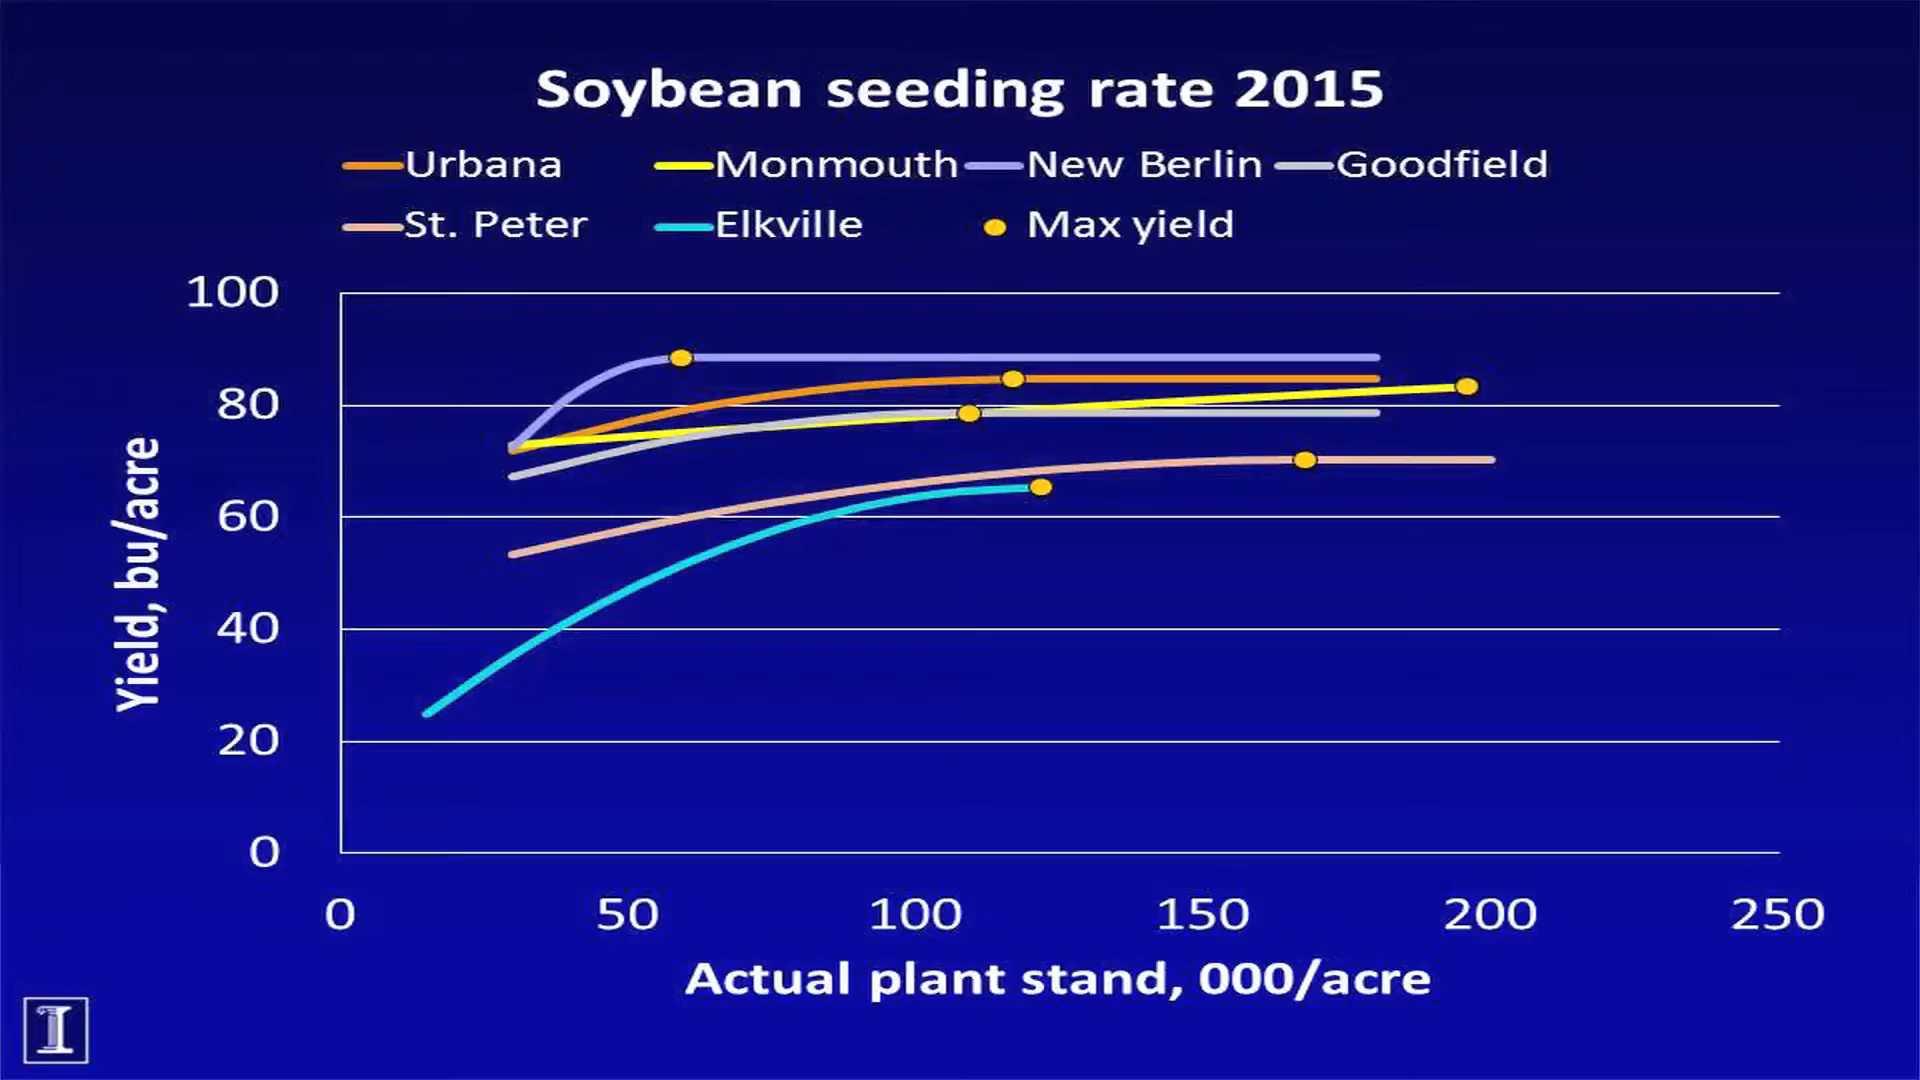 Soybean seeding rate 2015
Urbana Monmouth New Berlin Goodfield
St. Peter Elkville Max yield
100
80
60
40
20
0
Yield, bu/acre
0 50 100 150 200 250
Actual plant stand, 000/acre
I